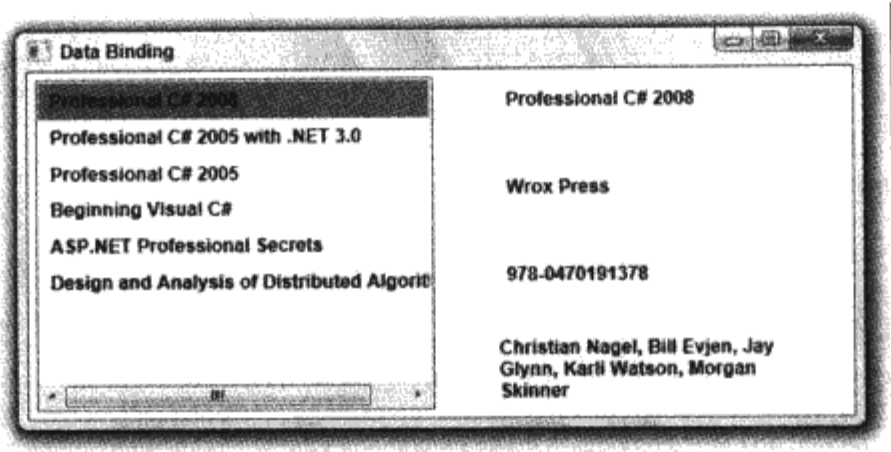 Data Binding
Professional C# 2008
Professional C# 2005 with .NET 3.0
Professional C# 2005
Beginning Visual C#
ASP.NET Professional Secrets
Design and Analysis of Distributed Algorit
Professional C# 2008
Wrox Press
978-0470191378
Christian Nagel, Bill Evjen, Jay
Glynn, Karli Watson, Morgan
Skinner